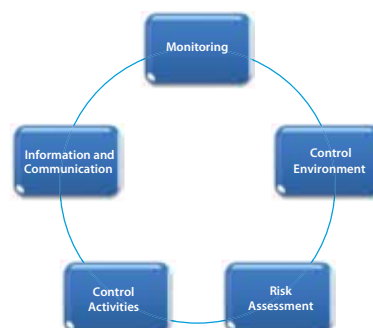 Monitoring
Information and
Communication
Control
Environment
Control
Activities
Risk
Assessment